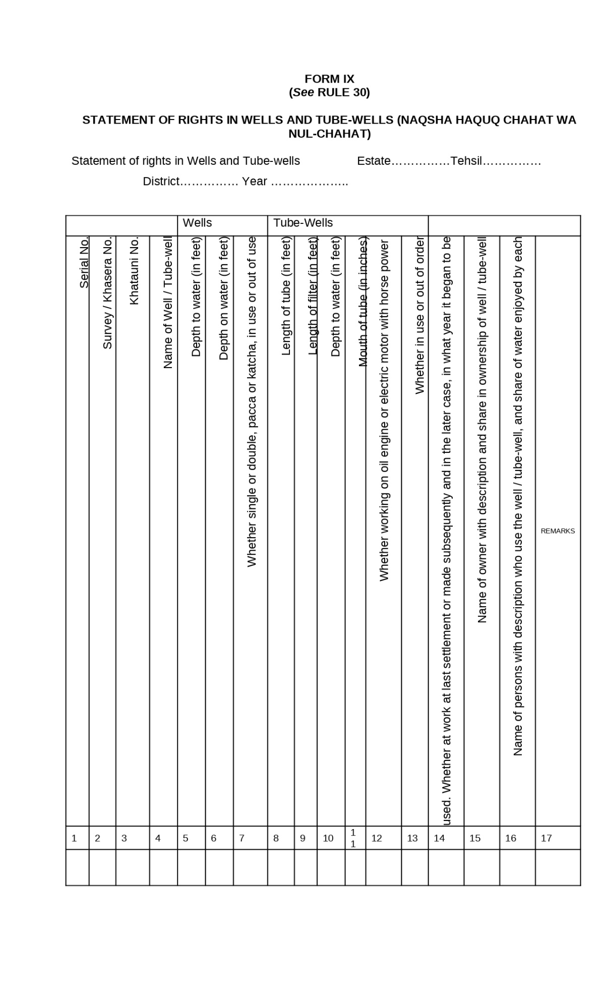 FORM IX
(See RULE 30)
STATEMENT OF RIGHTS IN WELLS AND TUBE-WELLS (NAQSHA HAQUQ CHAHAT WA
NUL-CHAHAT)
Statement of rights in Wells and Tube-wells Estate……………Tehsil……………
District…………… Year ………………..
Wells Tube-Wells
Serial No.
Survey / Khasera No.
Khatauni No.
Name of Well / Tube-well
Depth to water (in feet)
Depth on water (in feet)
Whether single or double, pacca or katcha, in use or out of use
Length of tube (in feet)
Length of filter (in feet)
Depth to water (in feet)
Mouth of tube (in inches)
Whether working on oil engine or electric motor with horse power
Whether in use or out of order
used. Whether at work at last settlement or made subsequently and in the later case, in what year it began to be
Name of owner with description and share in ownership of well / tube-well
Name of persons with description who use the well / tube-well, and share of water enjoyed by each
REMARKS
1 2 3 4 5 6 7 8 9 10 11 12 13 14 15 16 17